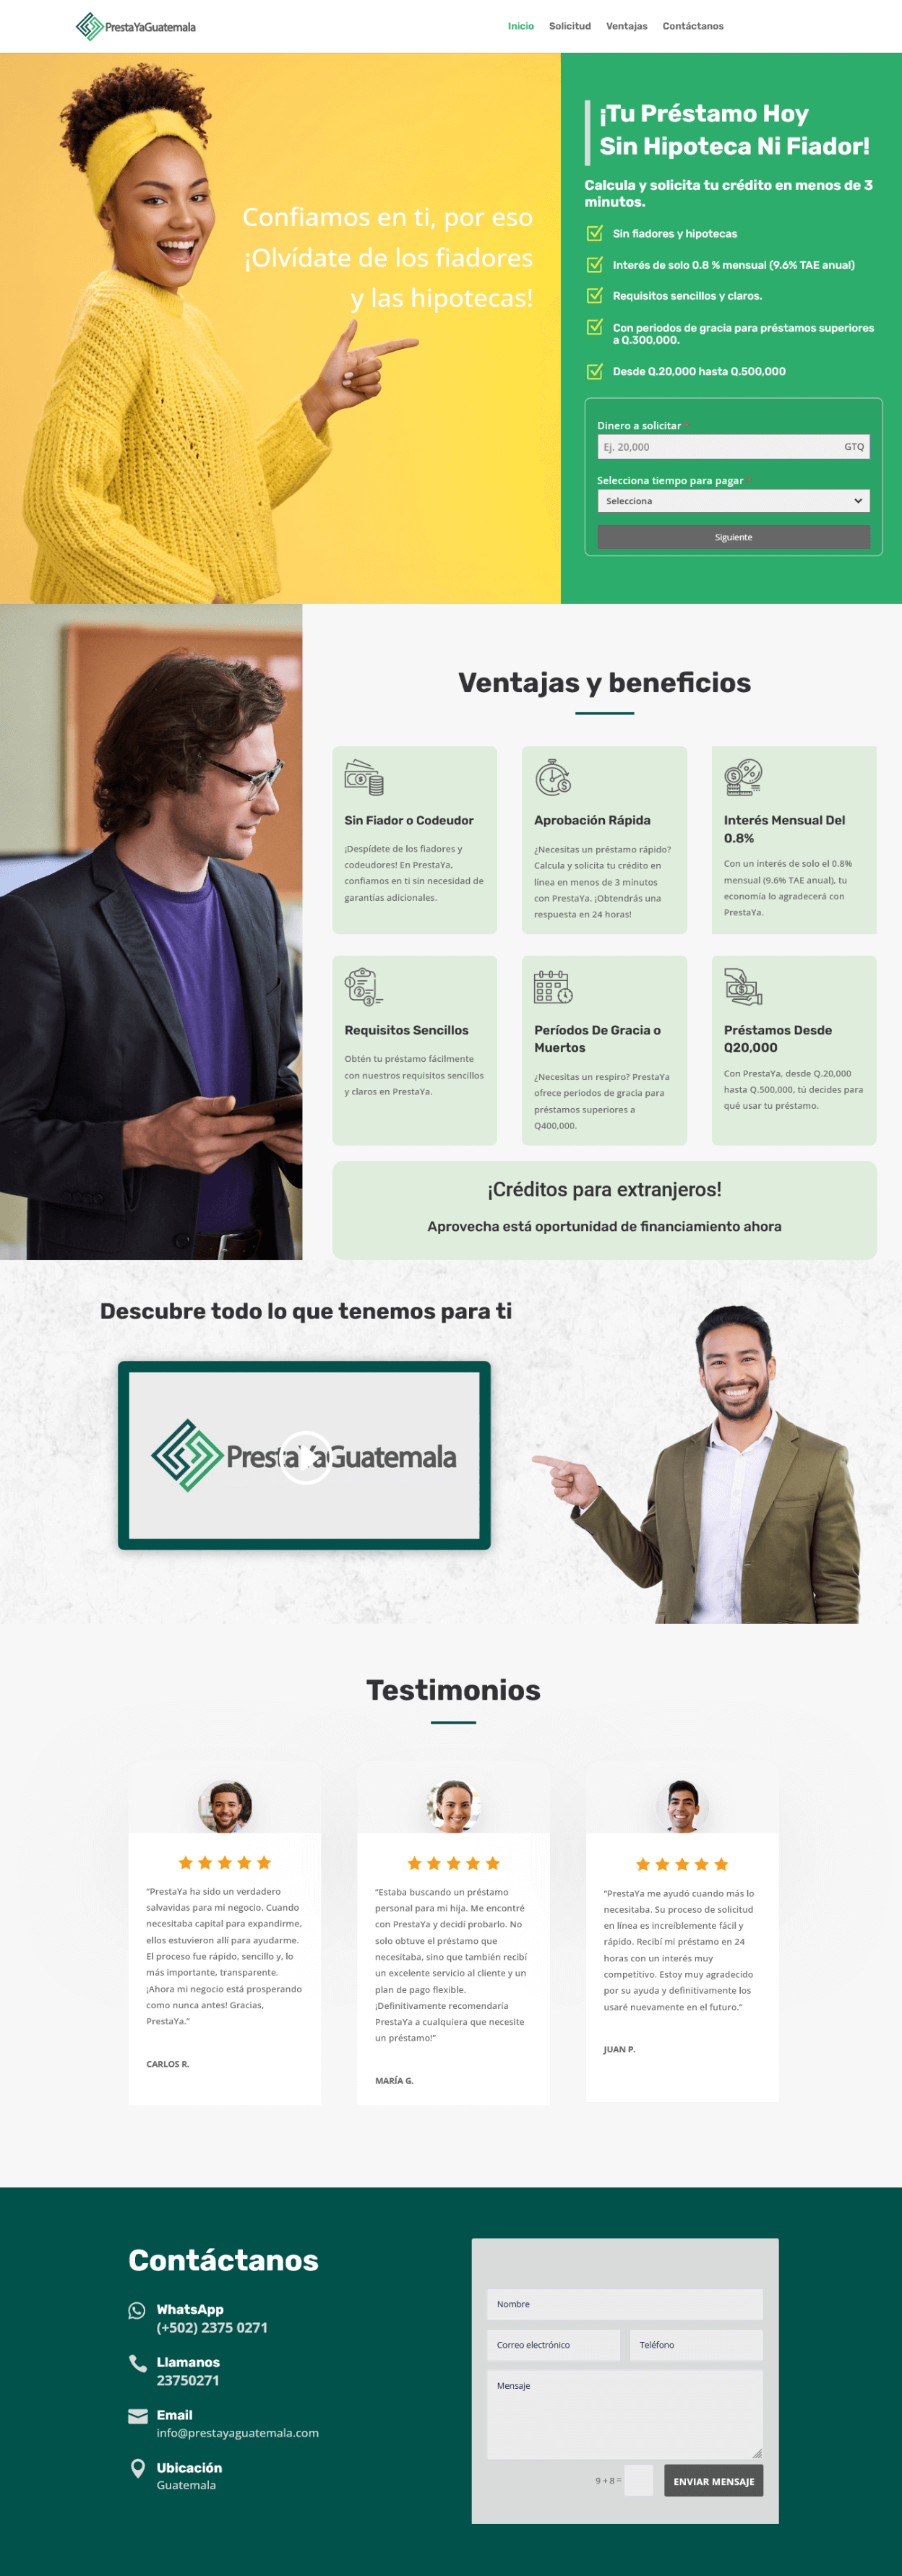 PrestaYaGuatemala
Inicio
Solicitud
Ventajas
Contáctanos
Confiamos en ti, por eso
¡Olvídate de los fiadores
y las hipotecas!
¡Tu Préstamo Hoy
Sin Hipoteca Ni Fiador!
Calcula y solicita tu crédito en menos de 3
minutos.
Sin fiadores y hipotecas
Interés de solo 0.8 % mensual (9.6% TAE anual)
Requisitos sencillos y claros.
Con periodos de gracia para préstamos superiores
a Q.300,000.
Desde Q.20,000 hasta Q.500,000
Dinero a solicitar *
Ej. 20,000
GTQ
Selecciona tiempo para pagar *
Selecciona
Siguiente
Ventajas y beneficios
Sin Fiador o Codeudor
¡Despídete de los fiadores y
codeudores! En PrestaYa,
confiamos en ti sin necesidad de
garantías adicionales.
Aprobación Rápida
¿Necesitas un préstamo rápido?
Calcula y solicita tu crédito en
línea en menos de 3 minutos
con PrestaYa. ¡Obtendrás una
respuesta en 24 horas!
Interés Mensual Del
0.8%
Con un interés de solo el 0.8%
mensual (9.6% TAE anual), tu
economía lo agradecerá con
PrestaYa.
Requisitos Sencillos
Obtén tu préstamo fácilmente
con nuestros requisitos sencillos
y claros en PrestaYa.
Períodos De Gracia o
Muertos
¿Necesitas un respiro? PrestaYa
ofrece periodos de gracia para
préstamos superiores a
Q400,000.
Préstamos Desde
Q20,000
Con PrestaYa, desde Q.20,000
hasta Q.500,000, tú decides para
qué usar tu préstamo.
¡Créditos para extranjeros!
Aprovecha está oportunidad de financiamiento ahora
Descubre todo lo que tenemos para ti
PrestaYaGuatemala
Testimonios
"PrestaYa ha sido un verdadero
salvavidas para mi negocio. Cuando
necesitaba capital para expandirme,
ellos estuvieron allí para ayudarme.
El proceso fue rápido, sencillo y, lo
más importante, transparente.
¡Ahora mi negocio está prosperando
como nunca antes! Gracias,
PrestaYa."
CARLOS R.
"Estaba buscando un préstamo
personal para mi hija. Me encontré
con PrestaYa y decidí probarlo. No
solo obtuve el préstamo que
necesitaba, sino que también recibí
un excelente servicio al cliente y un
plan de pago flexible.
¡Definitivamente recomendaría
PrestaYa a cualquiera que necesite
un préstamo!"
MARÍA G.
"PrestaYa me ayudó cuando más lo
necesitaba. Su proceso de solicitud
en línea es increíblemente fácil y
rápido. Recibí mi préstamo en 24
horas con un interés muy
competitivo. Estoy muy agradecido
por su ayuda y definitivamente los
usaré nuevamente en el futuro."
JUAN P.
Contáctanos
WhatsApp
(+502) 2375 0271
Llamanos
23750271
Email
info@prestayaguatemala.com
Ubicación
Guatemala
Nombre
Correo electrónico
Teléfono
Mensaje
9 + 8 =
ENVIAR MENSAJE